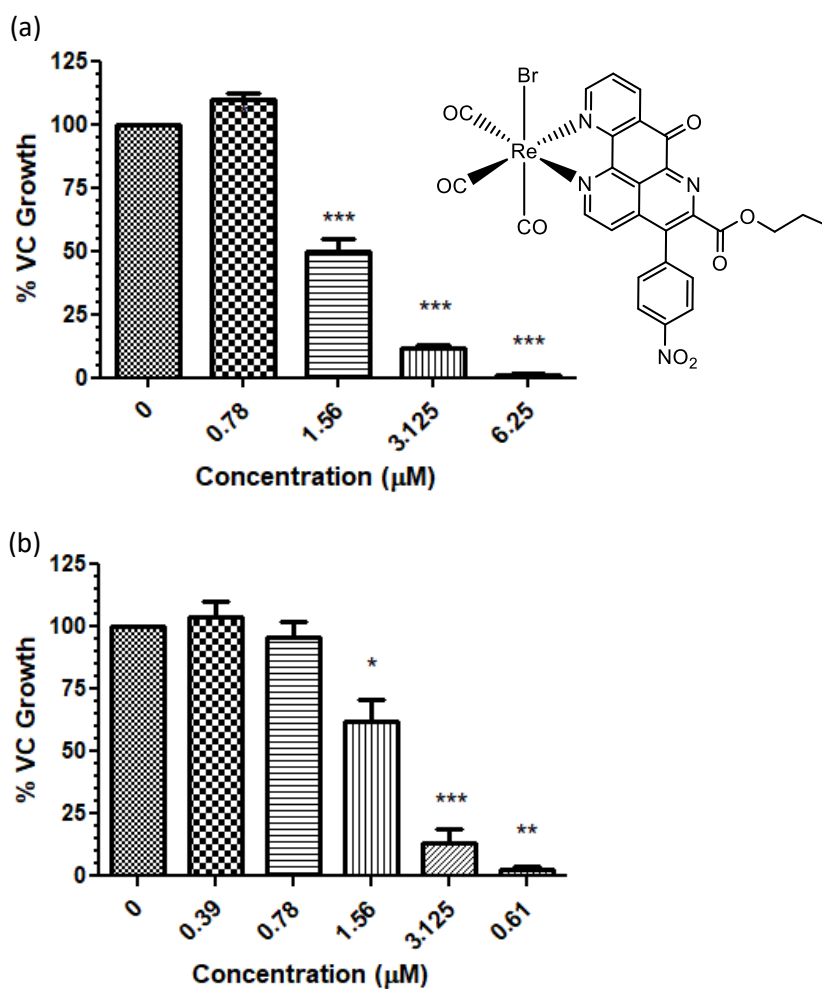 (a)
125
100
75
50
25
0
% VC Growth
*
***
***
***
0
0.78
1.56
3.125
6.25
Concentration (μM)
Br
CO
CO
CO
Re
N
N
O
N
O
O
NO2
(b)
125
100
75
50
25
0
% VC Growth
*
***
**
0
0.39
0.78
1.56
3.125
0.61
Concentration (μM)